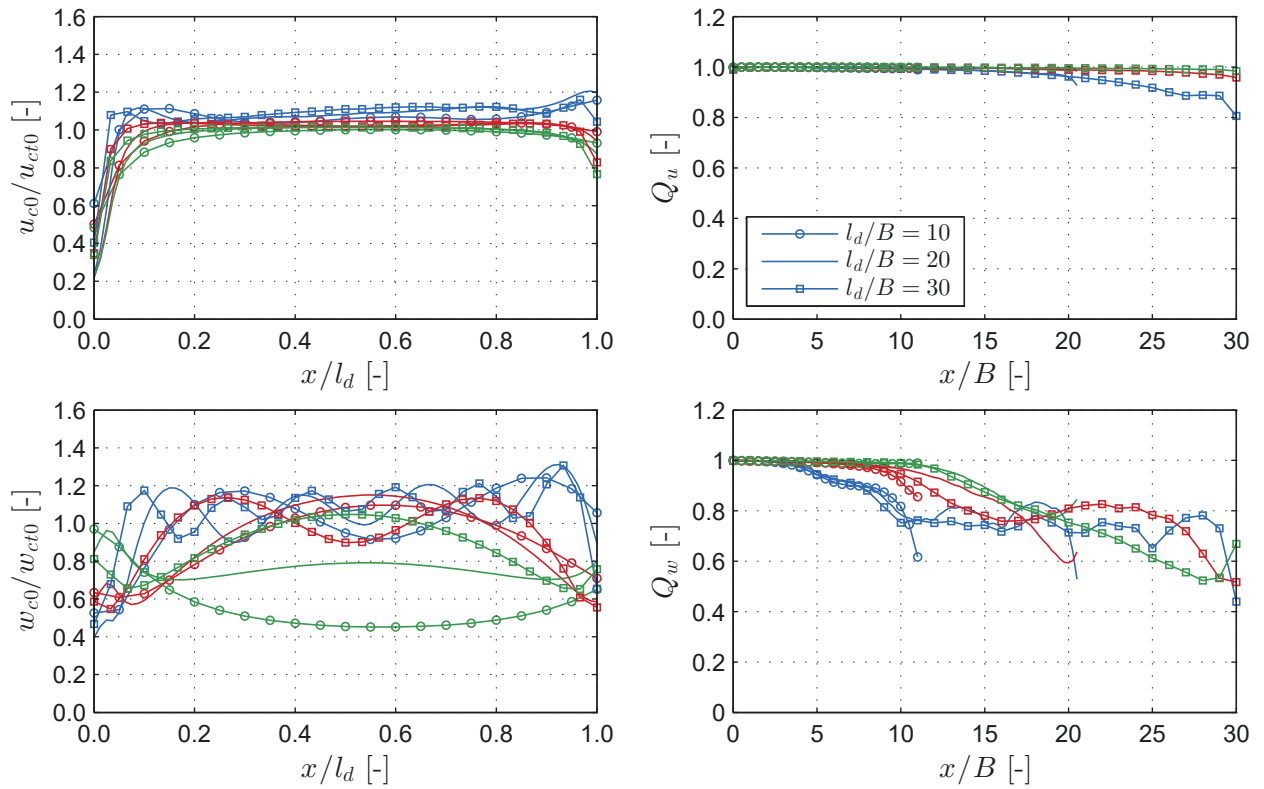 1.6
1.4
1.2
1.0
0.8
0.6
0.4
0.2
0.0
0.0 0.2 0.4 0.6 0.8 1.0
x/l_d [-]
u_{c0}/u_{ct0} [-]
1.2
1.0
0.8
0.6
0.4
0.2
0.0
0 5 10 15 20 25 30
x/B [-]
Q_u [-]
l_d/B = 10
l_d/B = 20
l_d/B = 30
1.6
1.4
1.2
1.0
0.8
0.6
0.4
0.2
0.0
0.0 0.2 0.4 0.6 0.8 1.0
x/l_d [-]
w_{c0}/w_{ct0} [-]
1.2
1
0.8
0.6
0.4
0.2
0
0 5 10 15 20 25 30
x/B [-]
Q_w [-]